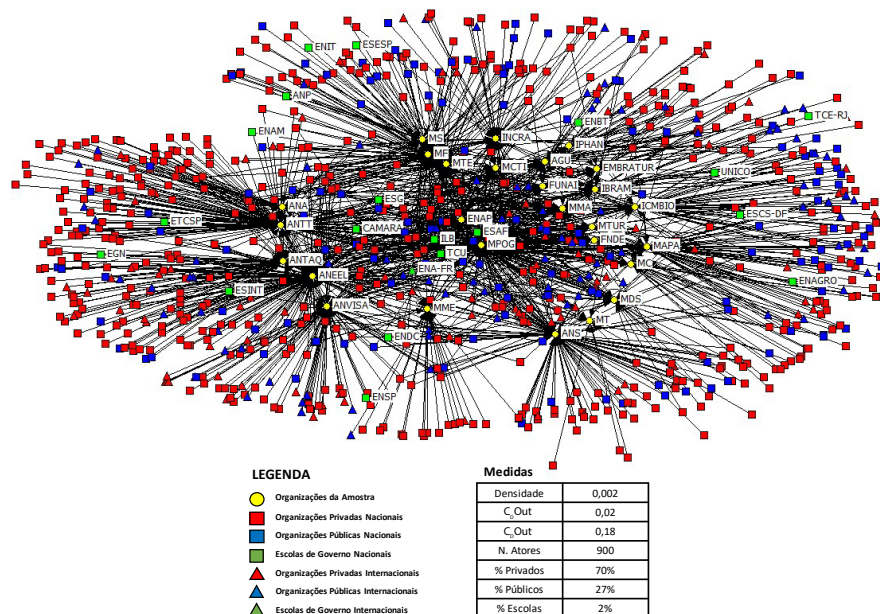 ENIT
ESESP
ANP
TCE-RJ
ENBT
ENAM
MS
INCRA
IPHAN
MF
MTE
MCTI
AGU
EMBRATUR
UNICO
FUNAI
IBRAM
ESG
ANA
MMA
ICMBIO
ESCS-DF
ETCSP
ANTT
CAMARA
ENAP
MTUR
ESAF
ILB
MPOG
FNDE
MAPA
EGN
TCU
ANTAQ
MC
ENA-FR
ANEEL
ENAGRO
ESINT
ANVISA
MME
MDS
MT
ENDC
ANS
ENSP
LEGENDA
Organizações da Amostra
Organizações Privadas Nacionais
Organizações Públicas Nacionais
Escolas de Governo Nacionais
Organizações Privadas Internacionais
Organizações Públicas Internacionais
Escolas de Governo Internacionais
Medidas
Densidade 0,002
C Out 0,02
C Out 0,18
N. Atores 900
% Privados 70%
% Públicos 27%
% Escolas 2%